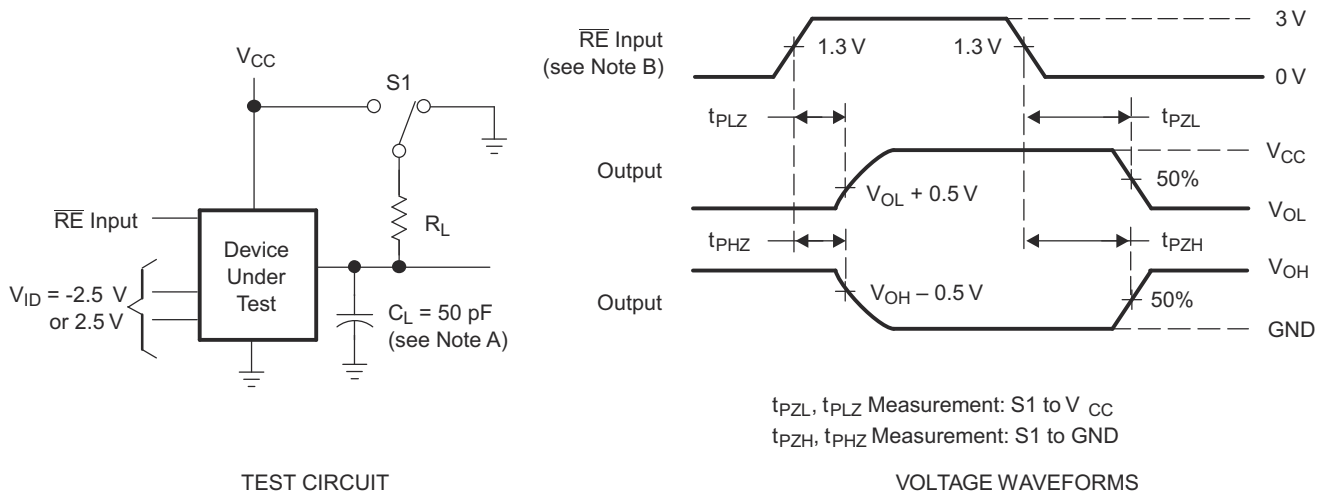 V_CC
S1
RE Input
R_L
Device
Under
Test
V_ID = -2.5 V
or 2.5 V
C_L = 50 pF
(see Note A)
TEST CIRCUIT
3 V
RE Input
(see Note B)
1.3 V
1.3 V
0 V
t_PLZ
t_PZL
V_CC
Output
50%
V_OL + 0.5 V
V_OL
t_PHZ
t_PZH
V_OH
Output
V_OH – 0.5 V
50%
GND
t_PZL, t_PLZ Measurement: S1 to V_CC
t_PZH, t_PHZ Measurement: S1 to GND
VOLTAGE WAVEFORMS